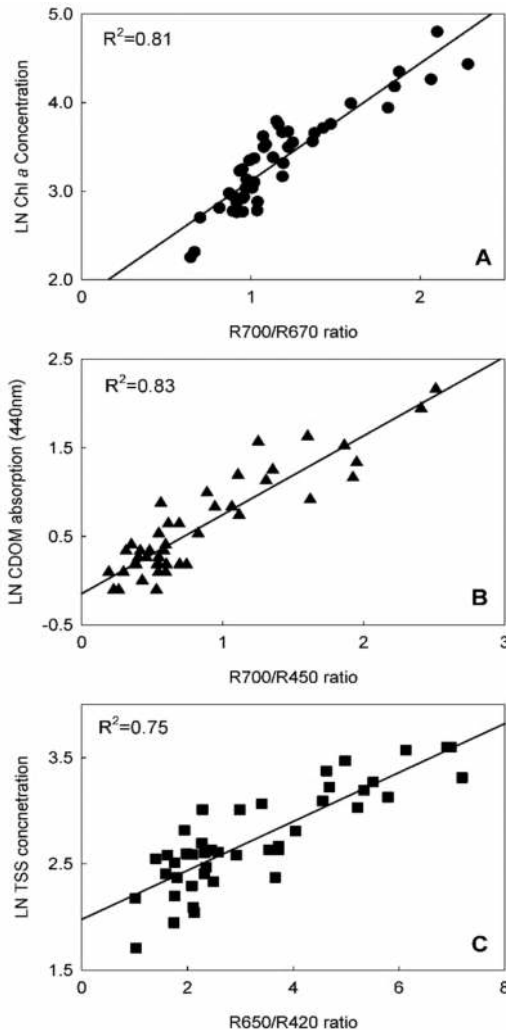 R²=0.81
5.0
4.0
3.0
2.0
LN Chl a Concentration
A
0 1 2
R700/R670 ratio
R²=0.83
2.5
1.5
0.5
-0.5
LN CDOM absorption (440nm)
B
0 1 2 3
R700/R450 ratio
R²=0.75
3.5
2.5
1.5
LN TSS concnetration
C
0 2 4 6 8
R650/R420 ratio